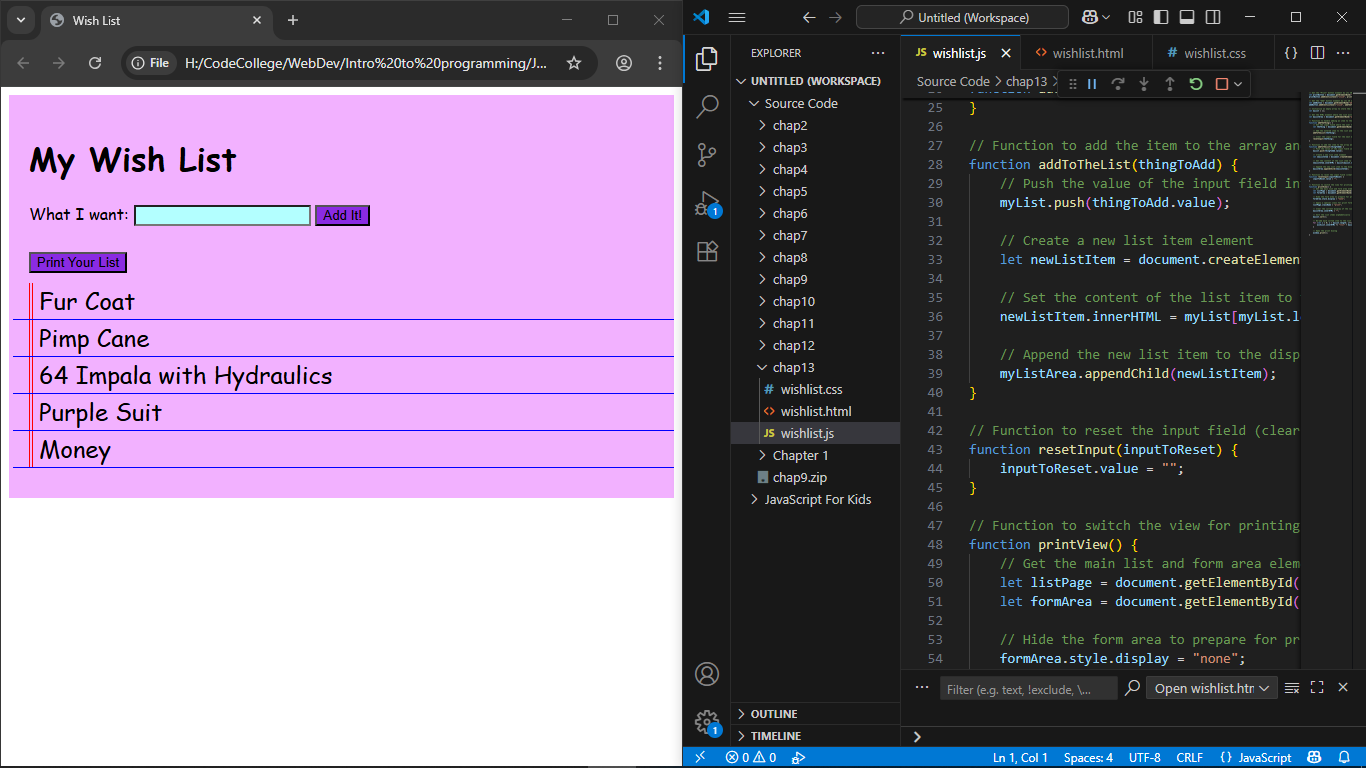 Wish List
File
H:/CodeCollege/WebDev/Intro%20to%20programming/J...
My Wish List
What I want:
Add It!
Print Your List
Fur Coat
Pimp Cane
64 Impala with Hydraulics
Purple Suit
Money
Untitled (Workspace)
EXPLORER
UNTITLED (WORKSPACE)
Source Code
chap2
chap3
chap4
chap5
chap6
chap7
chap8
chap9
chap10
chap11
chap12
chap13
# wishlist.css
<> wishlist.html
JS wishlist.js
Chapter 1
chap9.zip
JavaScript For Kids
OUTLINE
TIMELINE
1
1
JS wishlist.js
<> wishlist.html
# wishlist.css
Source Code > chap13 >
25 }
26
27 // Function to add the item to the array an
28 function addToTheList(thingToAdd) {
29 // Push the value of the input field in
30 myList.push(thingToAdd.value);
31
32 // Create a new list item element
33 let newListItem = document.createElemen
34
35 // Set the content of the list item to
36 newListItem.innerHTML = myList[myList.l
37
38 // Append the new list item to the disp
39 myListArea.appendChild(newListItem);
40 }
41
42 // Function to reset the input field (clear
43 function resetInput(inputToReset) {
44 inputToReset.value = "";
45 }
46
47 // Function to switch the view for printing
48 function printView() {
49 // Get the main list and form area elem
50 let listPage = document.getElementById(
51 let formArea = document.getElementById(
52
53 // Hide the form area to prepare for pr
54 formArea.style.display = "none";
Filter (e.g. text, !exclude, \...
Open wishlist.htr
0 0
Ln 1, Col 1
Spaces: 4
UTF-8
CRLF
{ } JavaScript